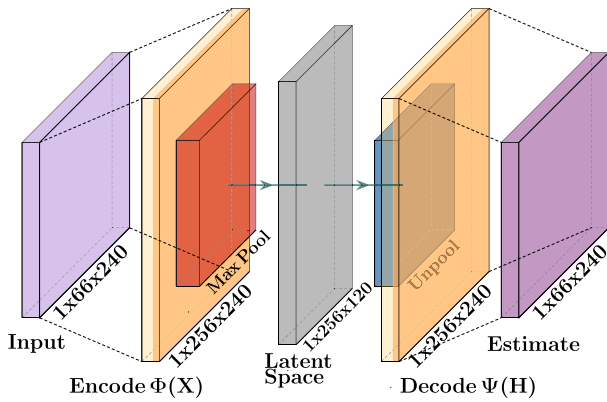 1x66x240
Input
Max Pool
1x256x240
Encode Φ(X)
1x256x120
Latent
Space
Unpool
1x256x240
Decode Ψ(H)
1x66x240
Estimate